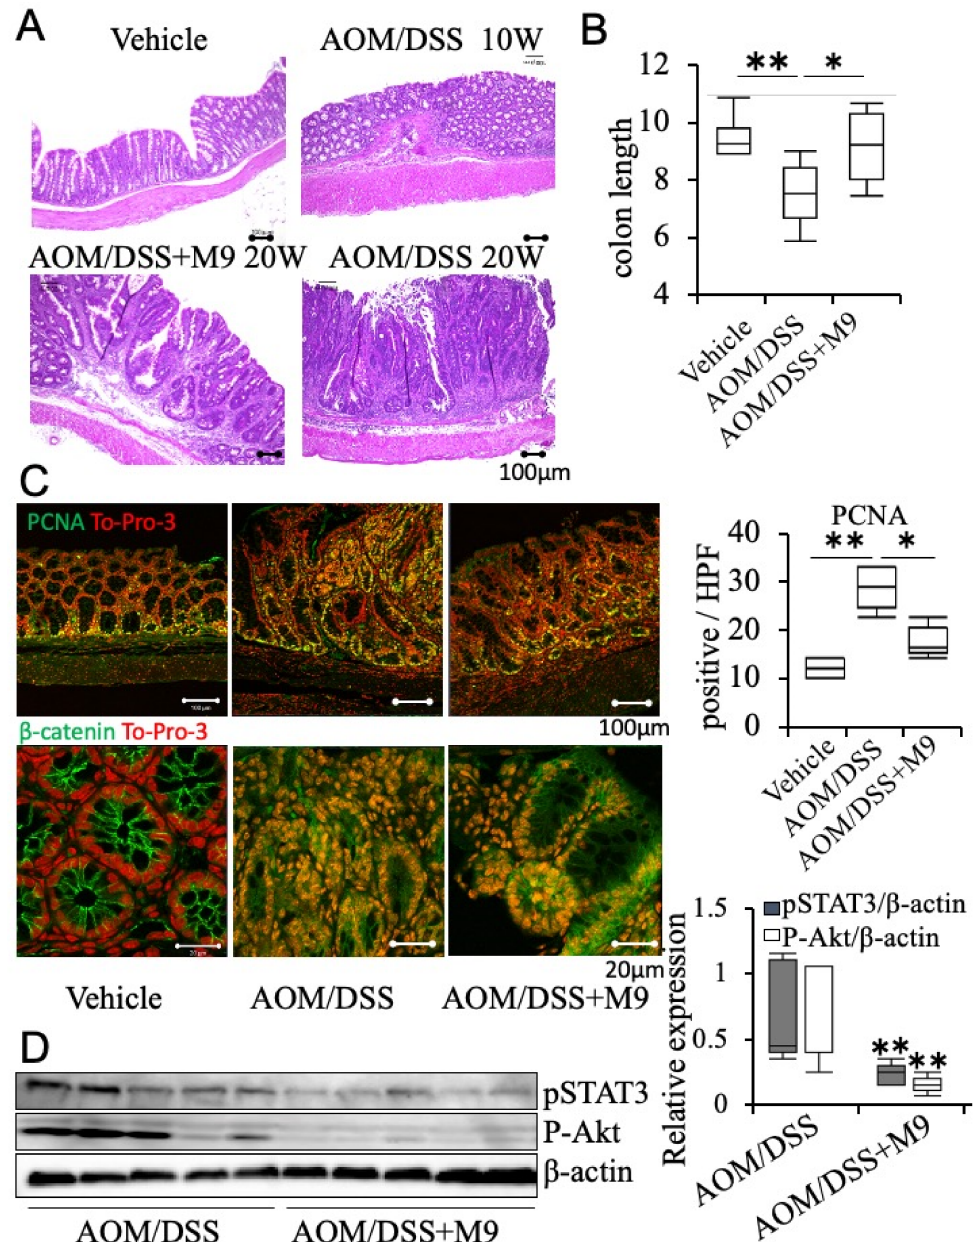 A
Vehicle
AOM/DSS 10W
100μm
AOM/DSS+M9 20W
AOM/DSS 20W
100μm
B
** *
12
10
8
6
4
colon length
Vehicle
AOM/DSS
AOM/DSS+M9
C
PCNA To-Pro-3
100μm
100μm
β-catenin To-Pro-3
20μm
20μm
Vehicle
AOM/DSS
AOM/DSS+M9
PCNA
** *
40
30
20
10
0
positive / HPF
Vehicle
AOM/DSS
AOM/DSS+M9
D
pSTAT3
P-Akt
β-actin
AOM/DSS
AOM/DSS+M9
pSTAT3/β-actin
P-Akt/β-actin
1.5
1
0.5
0
Relative expression
**
**
AOM/DSS
AOM/DSS+M9